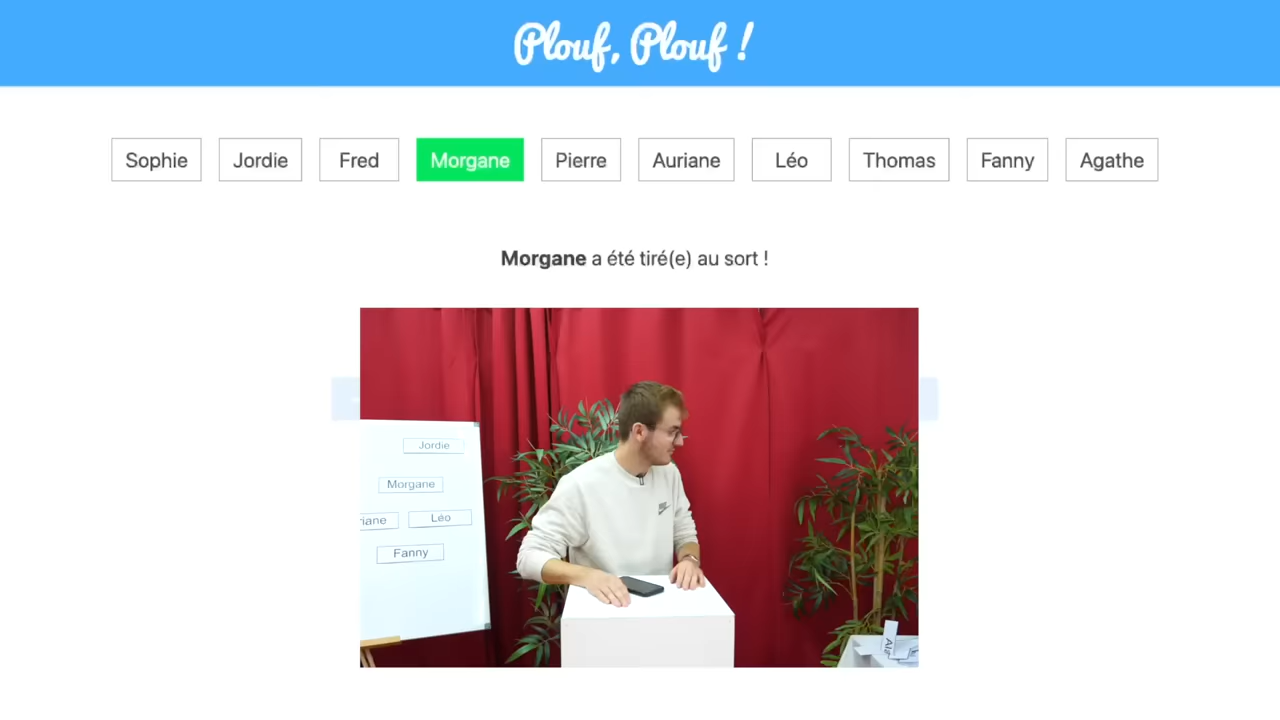 Plouf, Plouf !
Sophie Jordie Fred Morgane Pierre Auriane Léo Thomas Fanny Agathe
Morgane a été tiré(e) au sort !
Jordie
Morgane
riane Léo
Fanny